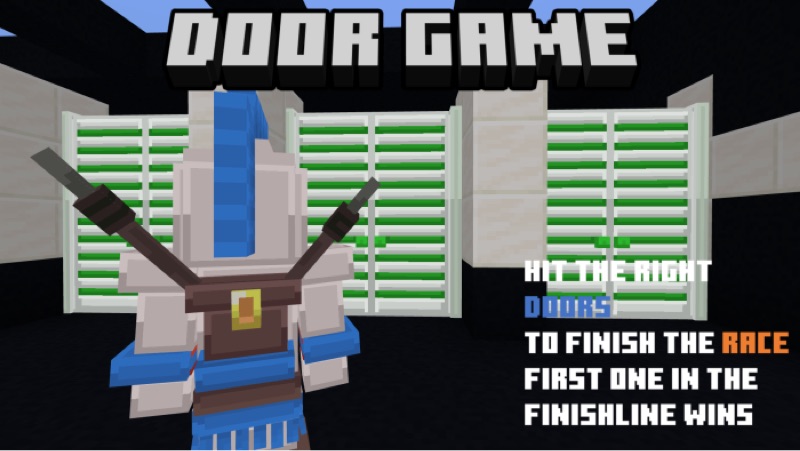 DOOR GAME
HIT THE RIGHT
DOORS
TO FINISH THE RACE
FIRST ONE IN THE
FINISHLINE WINS